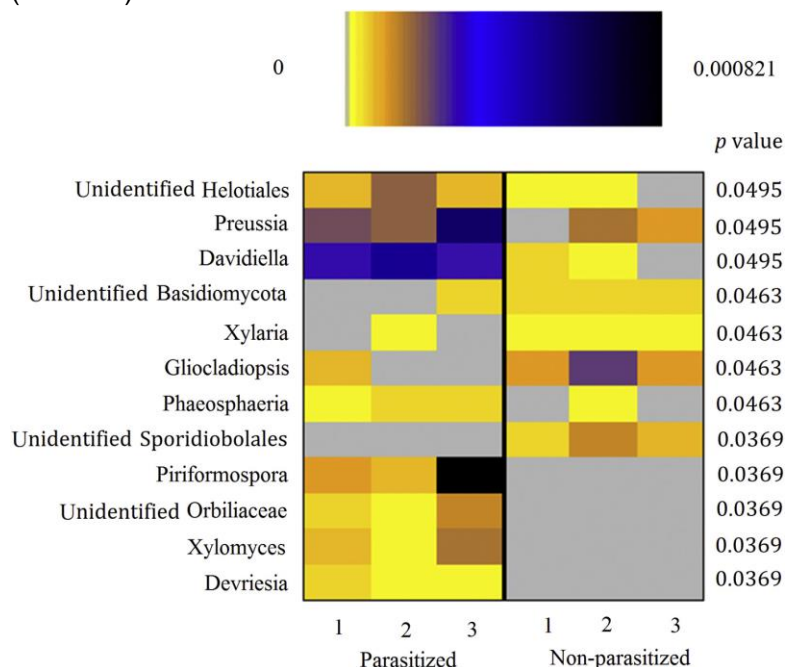 0 0.000821
p value
Unidentified Helotiales 0.0495
Preussia 0.0495
Davidiella 0.0495
Unidentified Basidiomycota 0.0463
Xylaria 0.0463
Gliocladiopsis 0.0463
Phaeosphaeria 0.0463
Unidentified Sporidiobolales 0.0369
Piriformospora 0.0369
Unidentified Orbiliaceae 0.0369
Xylomyces 0.0369
Devriesia 0.0369
1 2 3 1 2 3
Parasitized Non-parasitized